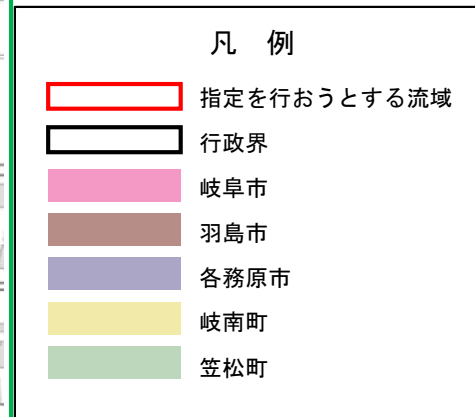 凡 例
指定を行おうとする流域
行政界
岐阜市
羽島市
各務原市
岐南町
笠松町